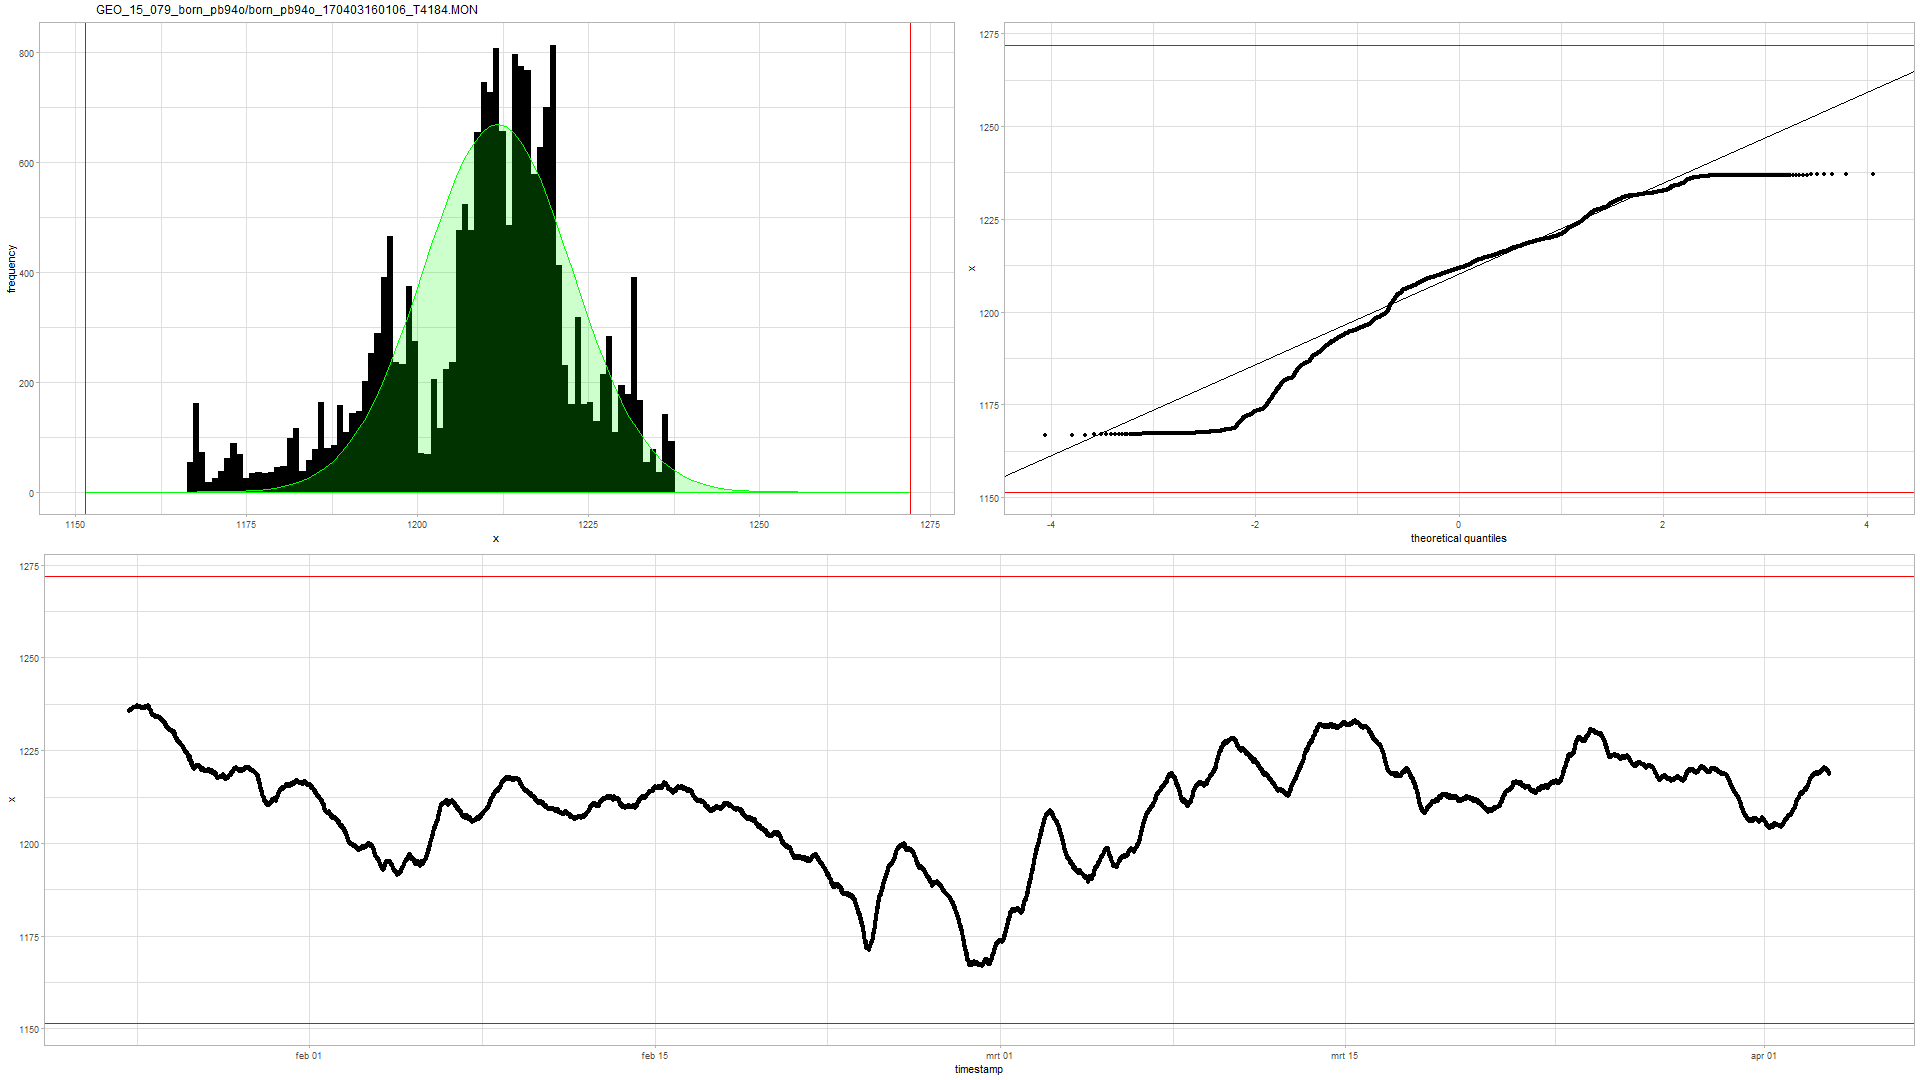 GEO_15_079_born_pb94o/born_pb94o_170403160106_T4184.MON
800
600
400
200
0
frequency
1150 1175 1200 1225 1250 1275
x
1275
1250
1225
1200
1175
1150
x
-4 -2 0 2 4
theoretical quantiles
1275
1250
1225
1200
1175
1150
x
feb 01 feb 15 mrt 01 mrt 15 apr 01
timestamp